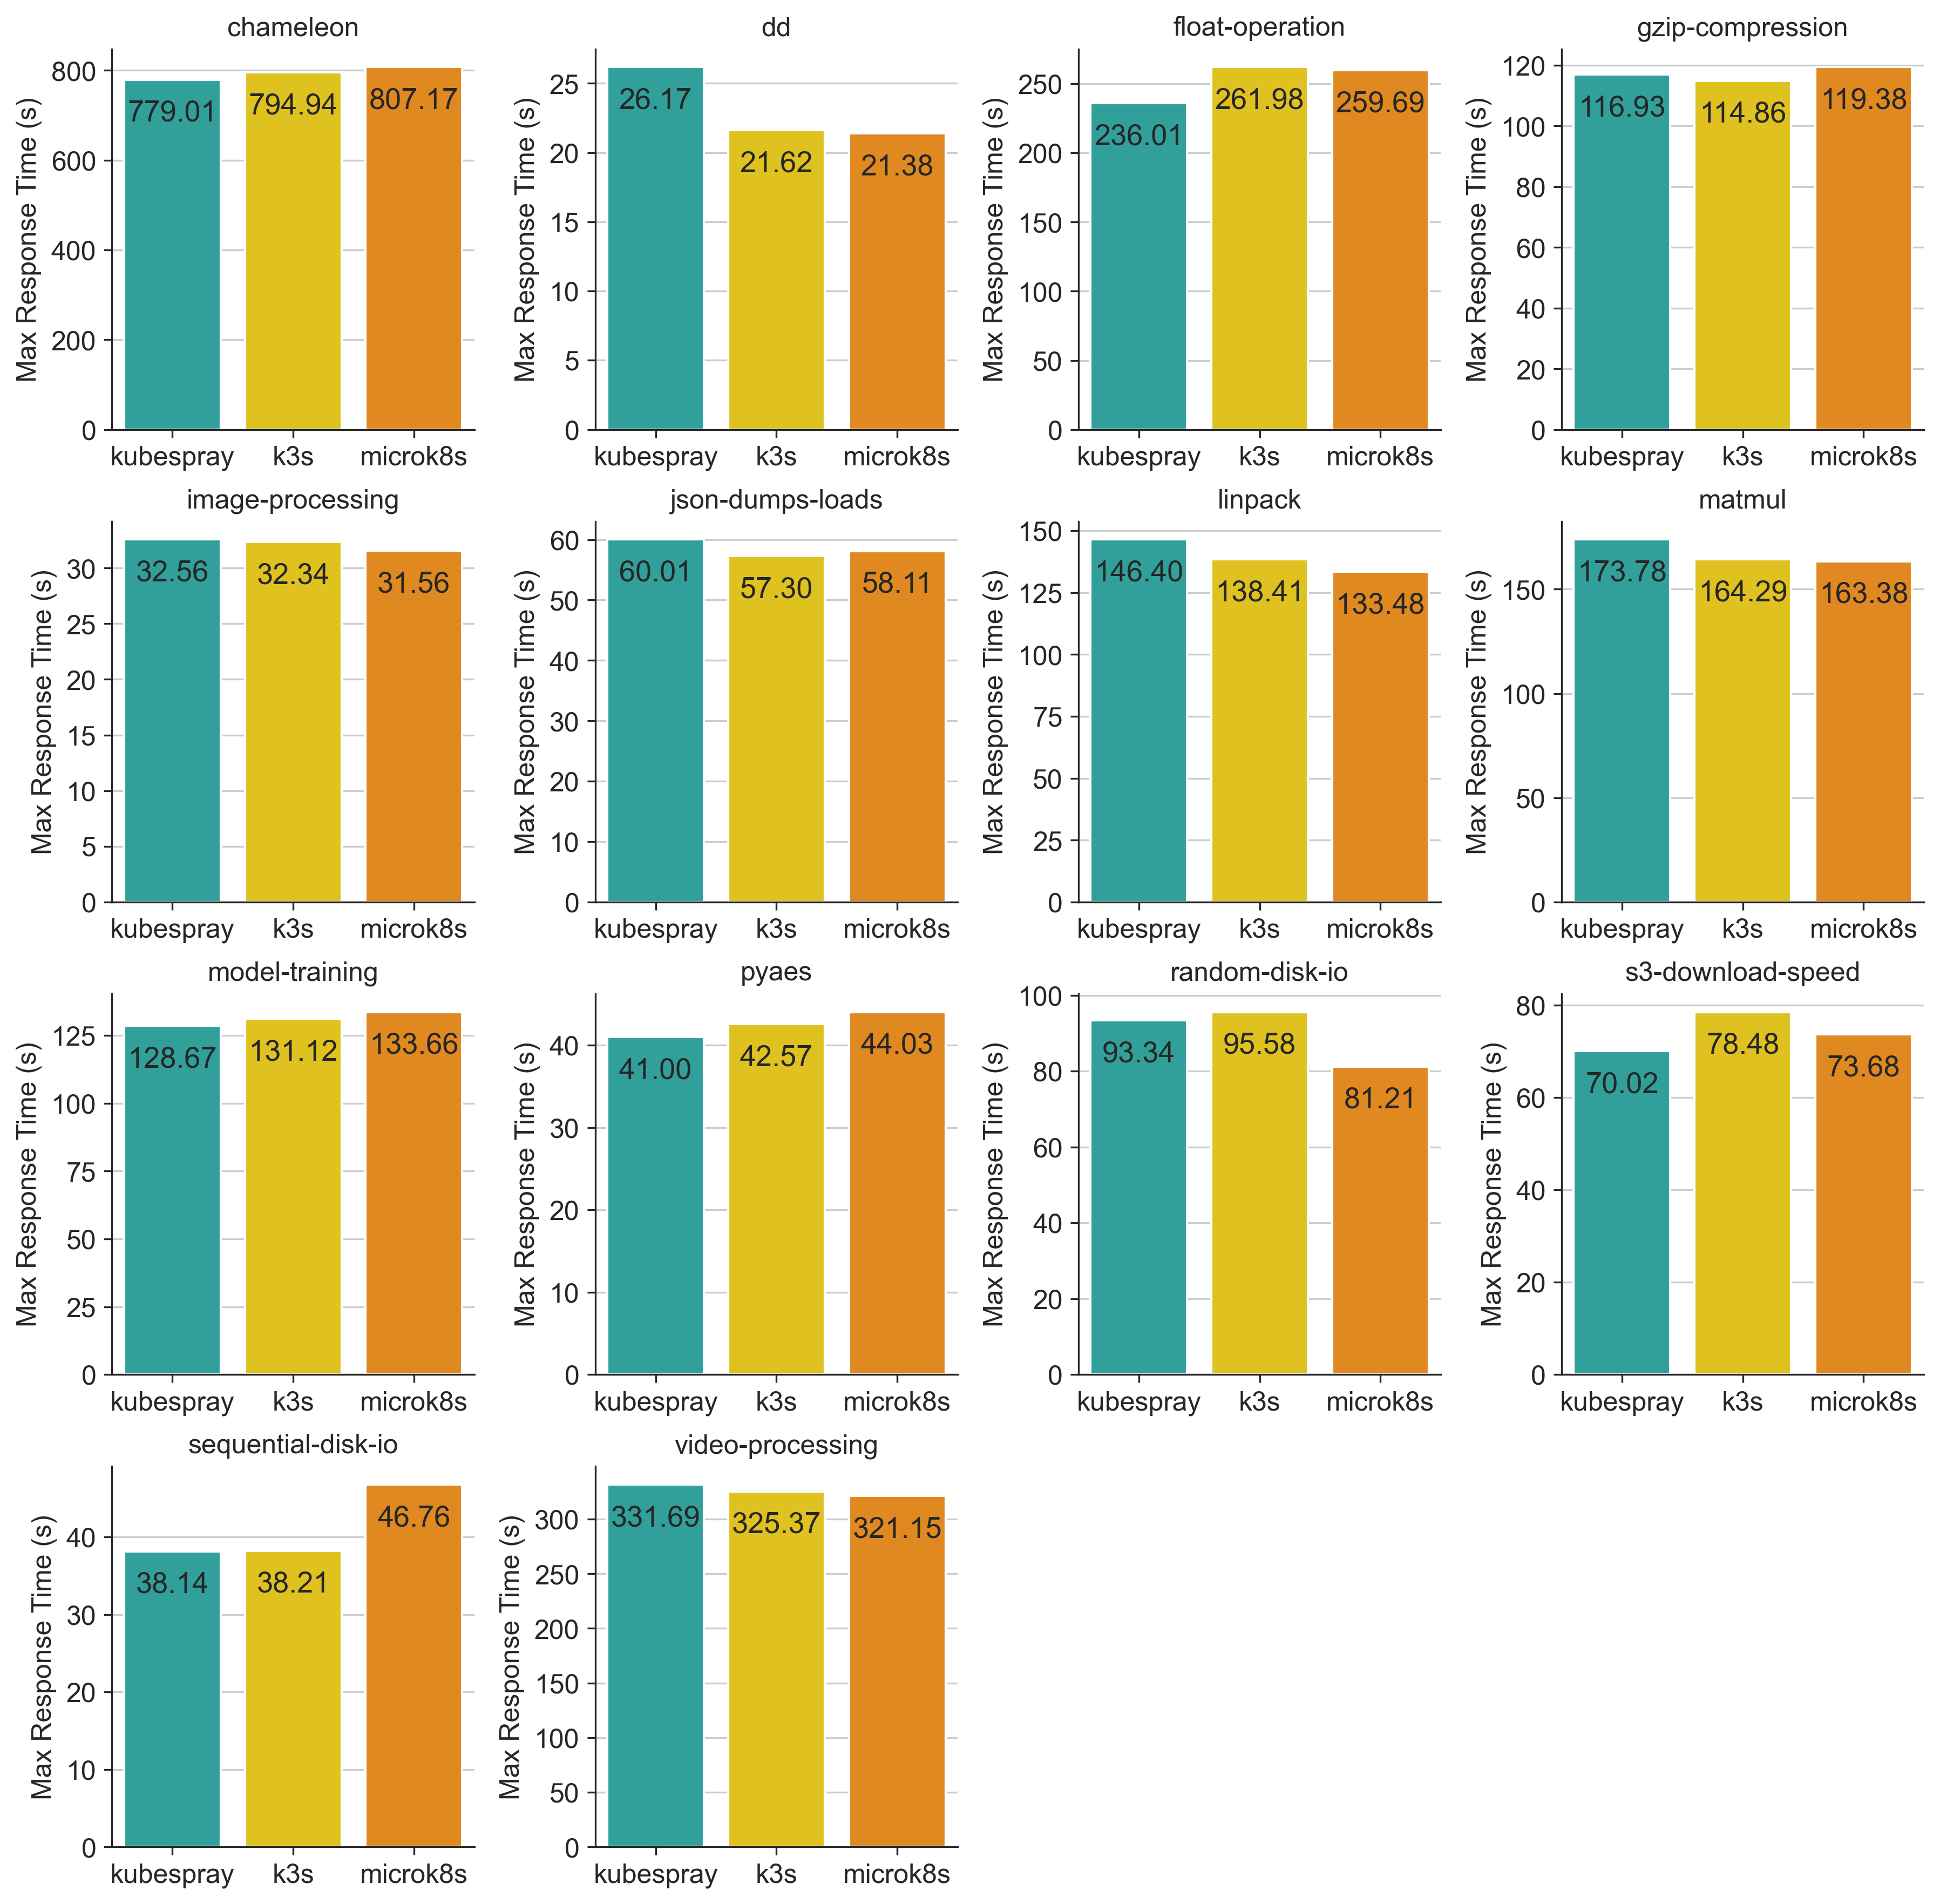 chameleon
Max Response Time (s)
800
600
400
200
0
779.01
794.94
807.17
kubespray k3s microk8s
dd
Max Response Time (s)
25
20
15
10
5
0
26.17
21.62
21.38
kubespray k3s microk8s
float-operation
Max Response Time (s)
250
200
150
100
50
0
236.01
261.98
259.69
kubespray k3s microk8s
gzip-compression
Max Response Time (s)
120
100
80
60
40
20
0
116.93
114.86
119.38
kubespray k3s microk8s
image-processing
Max Response Time (s)
30
25
20
15
10
5
0
32.56
32.34
31.56
kubespray k3s microk8s
json-dumps-loads
Max Response Time (s)
60
50
40
30
20
10
0
60.01
57.30
58.11
kubespray k3s microk8s
linpack
Max Response Time (s)
150
125
100
75
50
25
0
146.40
138.41
133.48
kubespray k3s microk8s
matmul
Max Response Time (s)
150
100
50
0
173.78
164.29
163.38
kubespray k3s microk8s
model-training
Max Response Time (s)
125
100
75
50
25
0
128.67
131.12
133.66
kubespray k3s microk8s
pyaes
Max Response Time (s)
40
30
20
10
0
41.00
42.57
44.03
kubespray k3s microk8s
random-disk-io
Max Response Time (s)
100
80
60
40
20
0
93.34
95.58
81.21
kubespray k3s microk8s
s3-download-speed
Max Response Time (s)
80
60
40
20
0
70.02
78.48
73.68
kubespray k3s microk8s
sequential-disk-io
Max Response Time (s)
40
30
20
10
0
38.14
38.21
46.76
kubespray k3s microk8s
video-processing
Max Response Time (s)
300
250
200
150
100
50
0
331.69
325.37
321.15
kubespray k3s microk8s